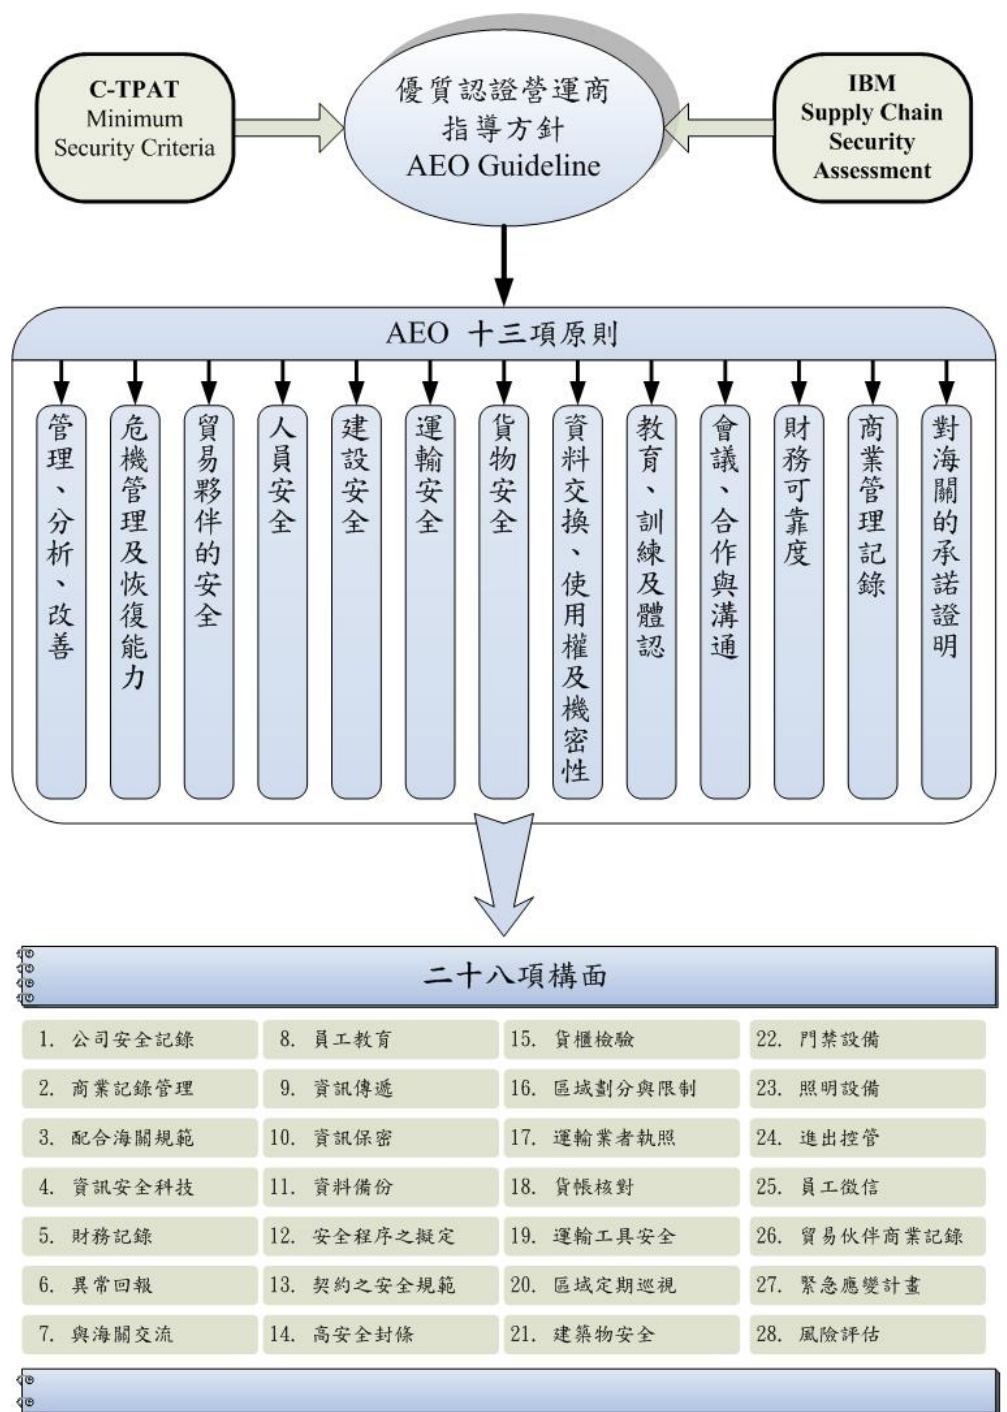 C-TPAT
Minimum
Security Criteria
優質認證營運商
指導方針
AEO Guideline
IBM
Supply Chain
Security
Assessment
AEO 十三項原則
管理、分析、改善
危機管理及恢復能力
貿易夥伴的安全
人員安全
建設安全
運輸安全
貨物安全
資料交換、使用權及機密性
教育、訓練及體認
會議、合作與溝通
財務可靠度
商業管理記錄
對海關的承諾證明
二十八項構面
1. 公司安全記錄
2. 商業記錄管理
3. 配合海關規範
4. 資訊安全科技
5. 財務記錄
6. 異常回報
7. 與海關交流
8. 員工教育
9. 資訊傳遞
10. 資訊保密
11. 資料備份
12. 安全程序之擬定
13. 契約之安全規範
14. 高安全封條
15. 貨櫃檢驗
16. 區域劃分與限制
17. 運輸業者執照
18. 貨帳核對
19. 運輸工具安全
20. 區域定期巡視
21. 建築物安全
22. 門禁設備
23. 照明設備
24. 進出控管
25. 員工徵信
26. 貿易伙伴商業記錄
27. 緊急應變計畫
28. 風險評估